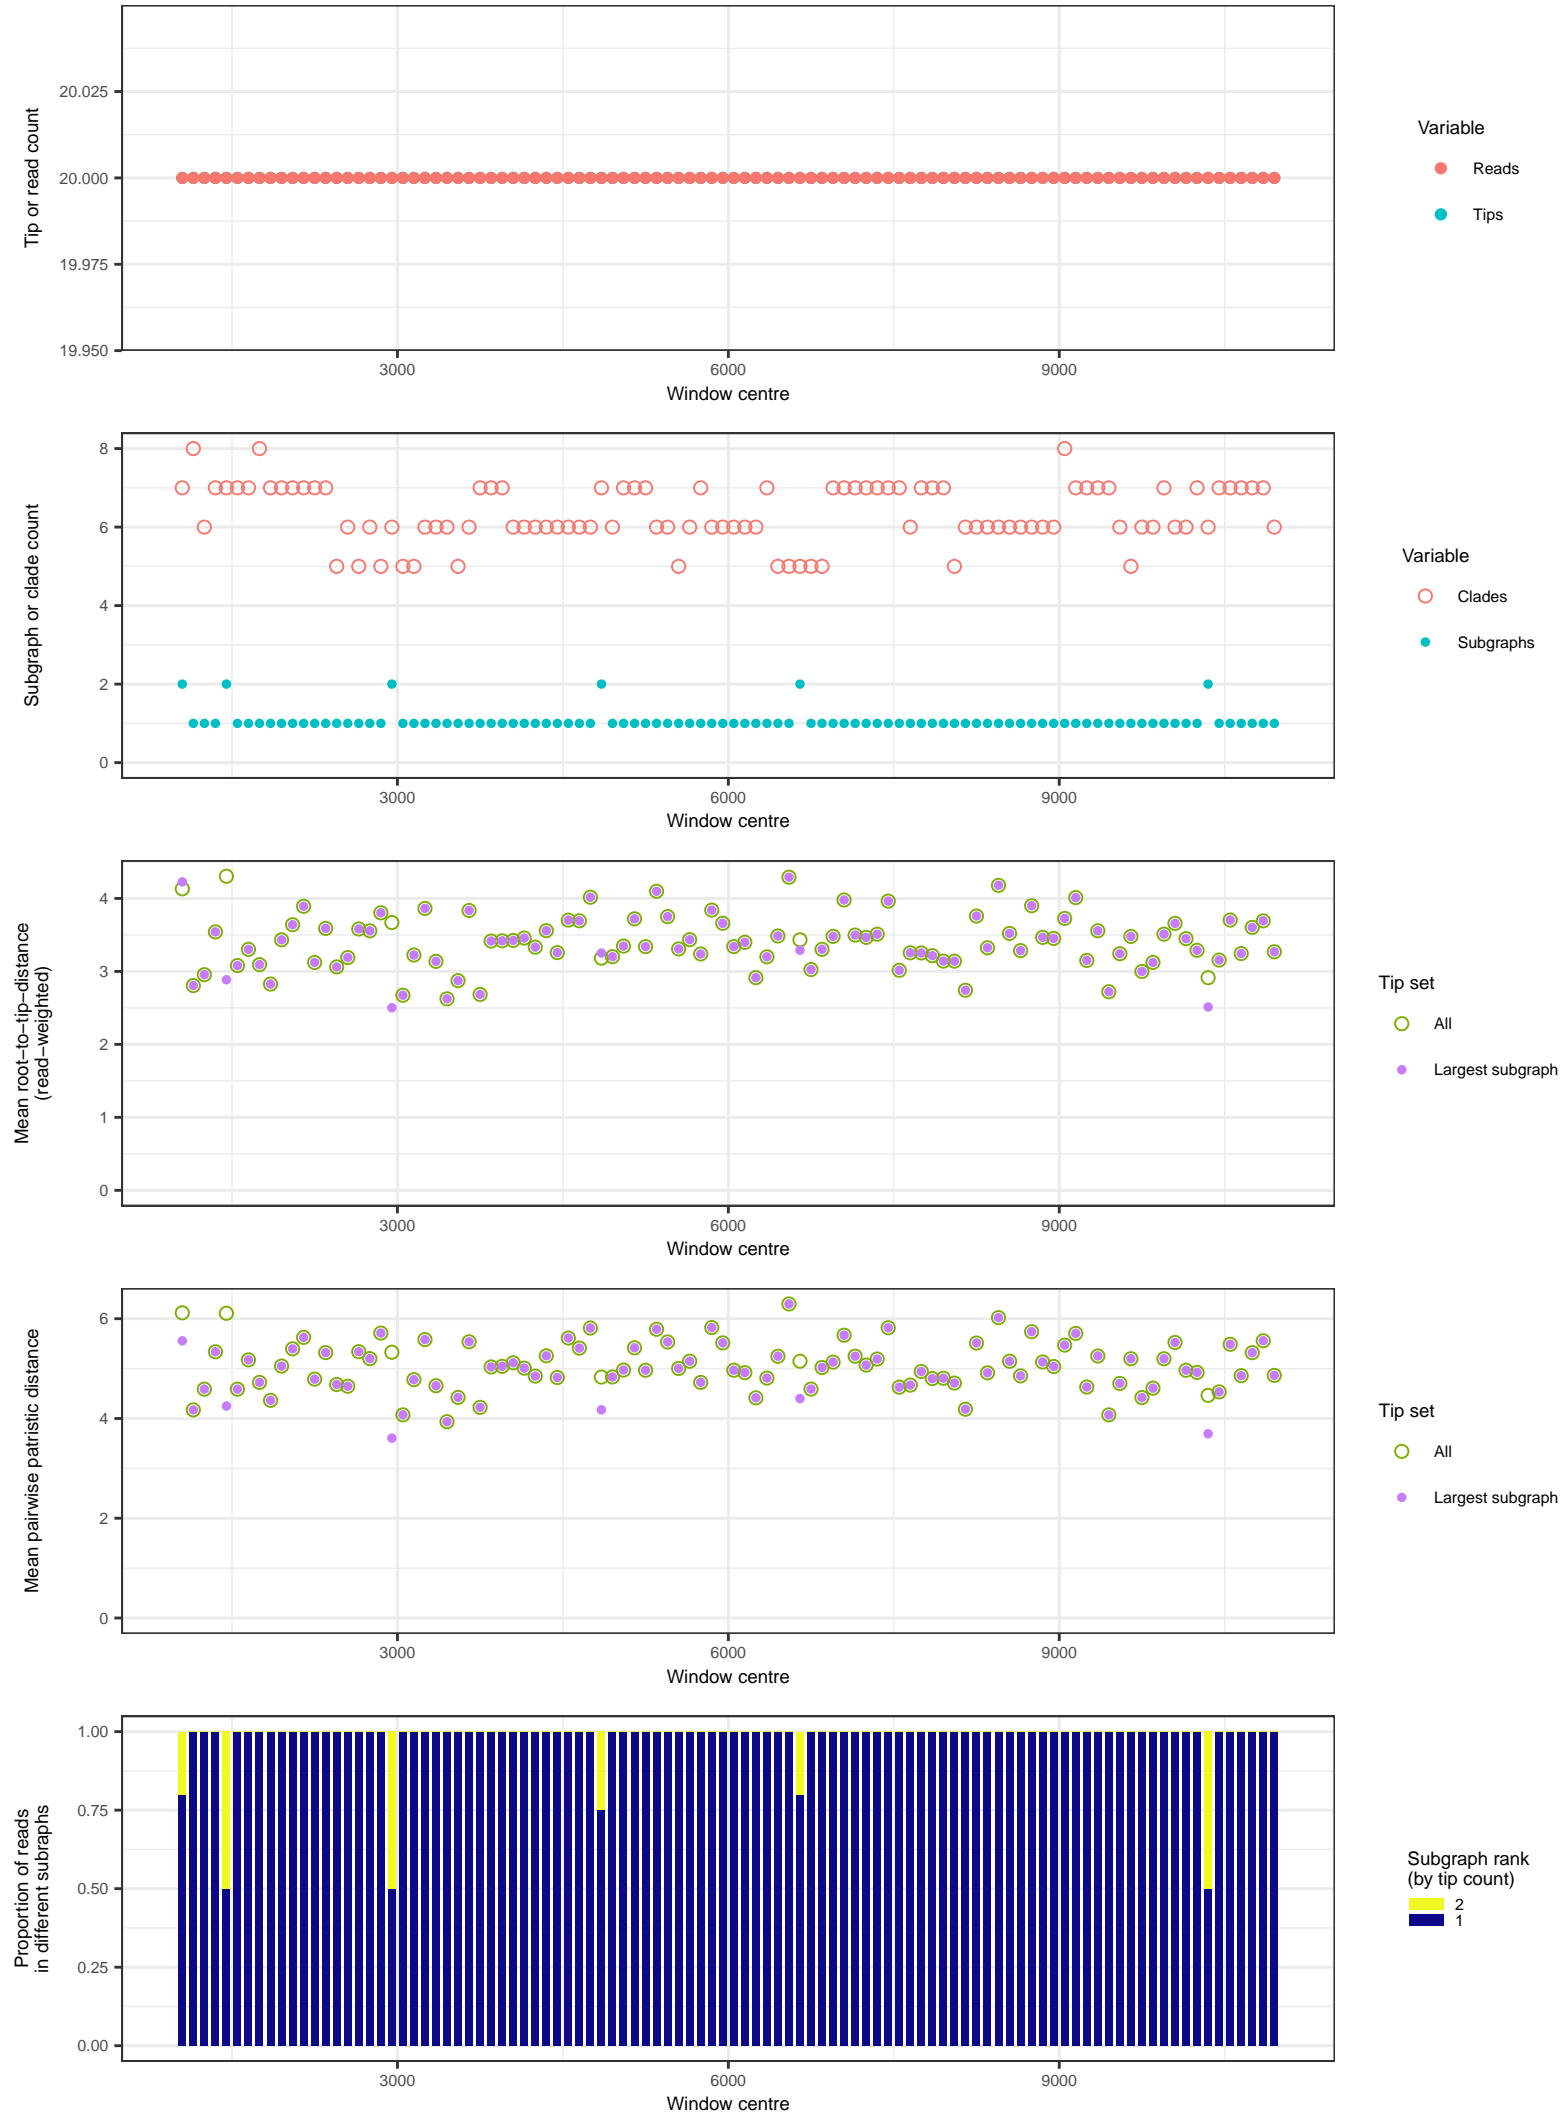 20.025
20.000
19.975
19.950
Tip or read count
3000
6000
9000
Window centre
Variable
Reads
Tips
8
6
4
2
0
Subgraph or clade count
3000
6000
9000
Window centre
Variable
Clades
Subgraphs
4
3
2
1
0
Mean root−to−tip−distance
(read−weighted)
3000
6000
9000
Window centre
Tip set
All
Largest subgraph
6
4
2
0
Mean pairwise patristic distance
3000
6000
9000
Window centre
Tip set
All
Largest subgraph
1.00
0.75
0.50
0.25
0.00
Proportion of reads
in different subraphs
3000
6000
9000
Window centre
Subgraph rank
(by tip count)
2
1